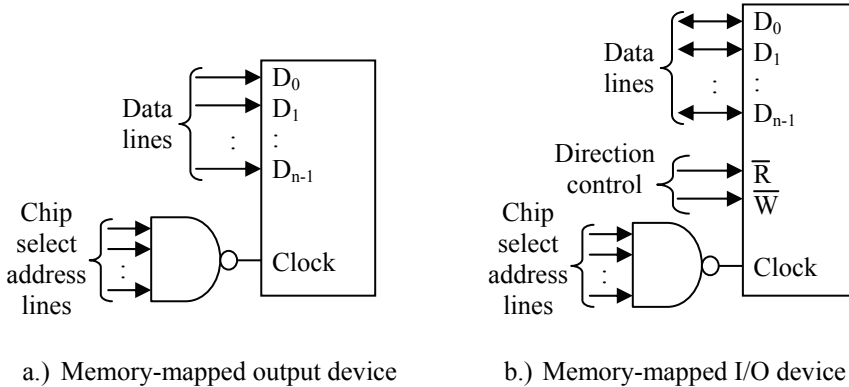 Data
lines
D0
D1
:
:
Dn-1
Chip
select
address
lines
:
Clock
a.) Memory-mapped output device
Data
lines
D0
D1
:
:
Dn-1
Direction
control
R̅
W̅
Chip
select
address
lines
:
Clock
b.) Memory-mapped I/O device